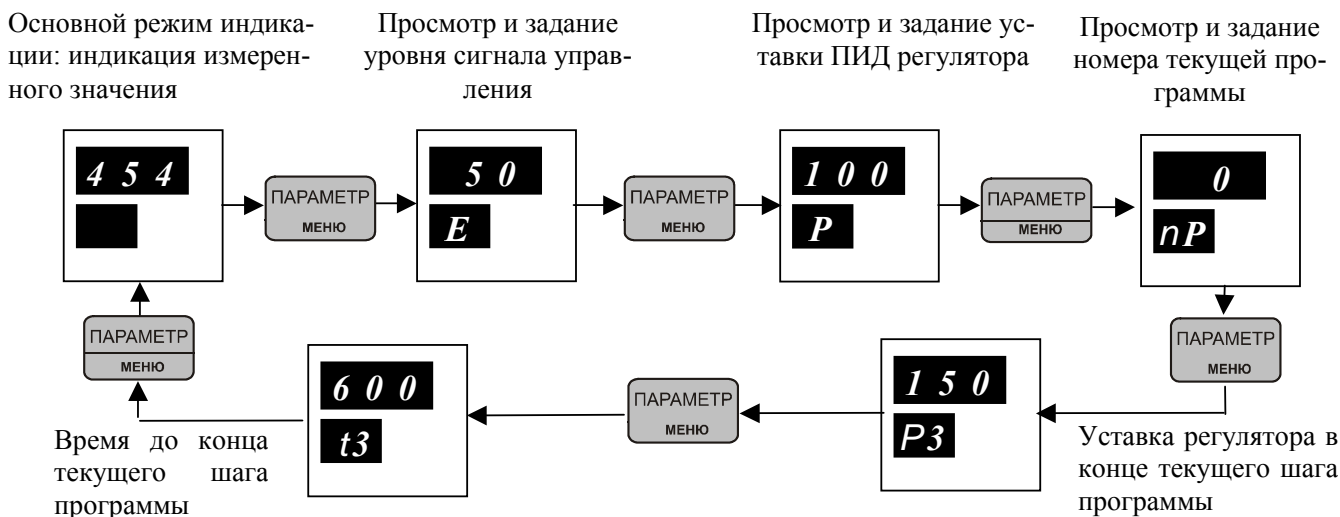 Основной режим индика-
ции: индикация измерен-
ного значения
Просмотр и задание
уровня сигнала управ-
ления
Просмотр и задание ус-
тавки ПИД регулятора
Просмотр и задание
номера текущей про-
граммы
4 5 4
ПАРАМЕТР
МЕНЮ
5 0
E
ПАРАМЕТР
МЕНЮ
1 0 0
P
ПАРАМЕТР
МЕНЮ
0
nP
ПАРАМЕТР
МЕНЮ
Уставка регулятора в
конце текущего шага
программы
1 5 0
P3
ПАРАМЕТР
МЕНЮ
6 0 0
t3
Время до конца
текущего шага
программы
ПАРАМЕТР
МЕНЮ